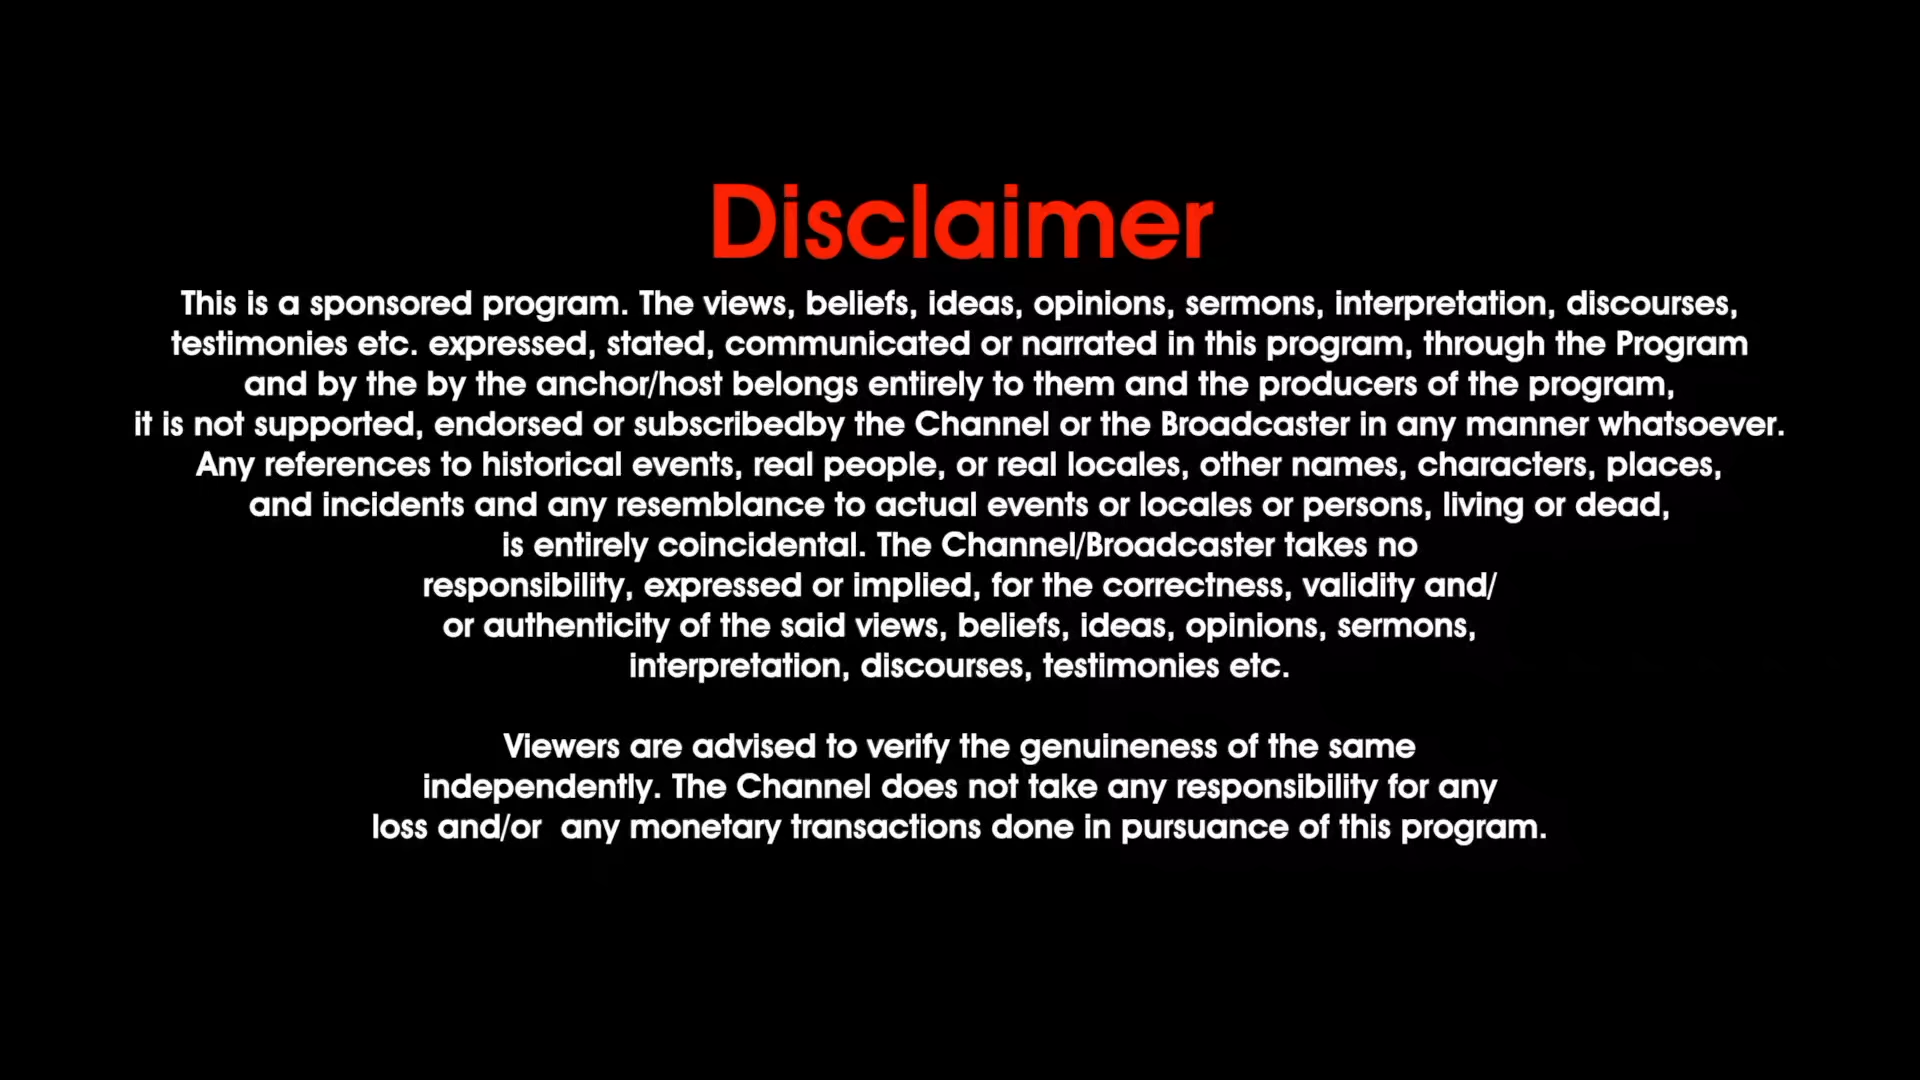 Disclaimer
This is a sponsored program. The views, beliefs, ideas, opinions, sermons, interpretation, discourses,
testimonies etc. expressed, stated, communicated or narrated in this program, through the Program
and by the by the anchor/host belongs entirely to them and the producers of the program,
it is not supported, endorsed or subscribedby the Channel or the Broadcaster in any manner whatsoever.
Any references to historical events, real people, or real locales, other names, characters, places,
and incidents and any resemblance to actual events or locales or persons, living or dead,
is entirely coincidental. The Channel/Broadcaster takes no
responsibility, expressed or implied, for the correctness, validity and/
or authenticity of the said views, beliefs, ideas, opinions, sermons,
interpretation, discourses, testimonies etc.
Viewers are advised to verify the genuineness of the same
independently. The Channel does not take any responsibility for any
loss and/or  any monetary transactions done in pursuance of this program.